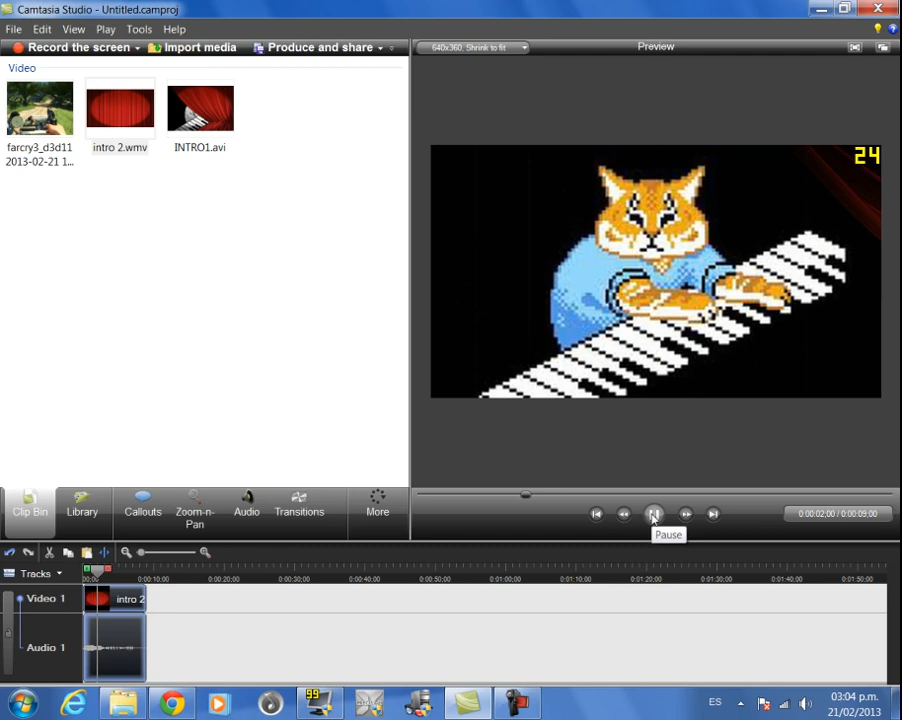 Camtasia Studio - Untitled.camproj
File Edit View Play Tools Help
Record the screen Import media Produce and share
640x360, Shrink to fit
Preview
Video
farcry3_d3d11
2013-02-21 1...
intro 2.wmv
INTRO1.avi
24
Clip Bin
Library
Callouts
Zoom-n-
Pan
Audio
Transitions
More
0:00:02;00 / 0:00:09;00
Pause
Tracks
00:00 0:00:10;00 0:00:20;00 0:00:30;00 0:00:40;00 0:00:50;00 0:01:00;00 0:01:10;00 0:01:20;00 0:01:30;00 0:01:40;00 0:01:50;00
Video 1
intro 2
Audio 1
99
ES
03:04 p.m.
21/02/2013